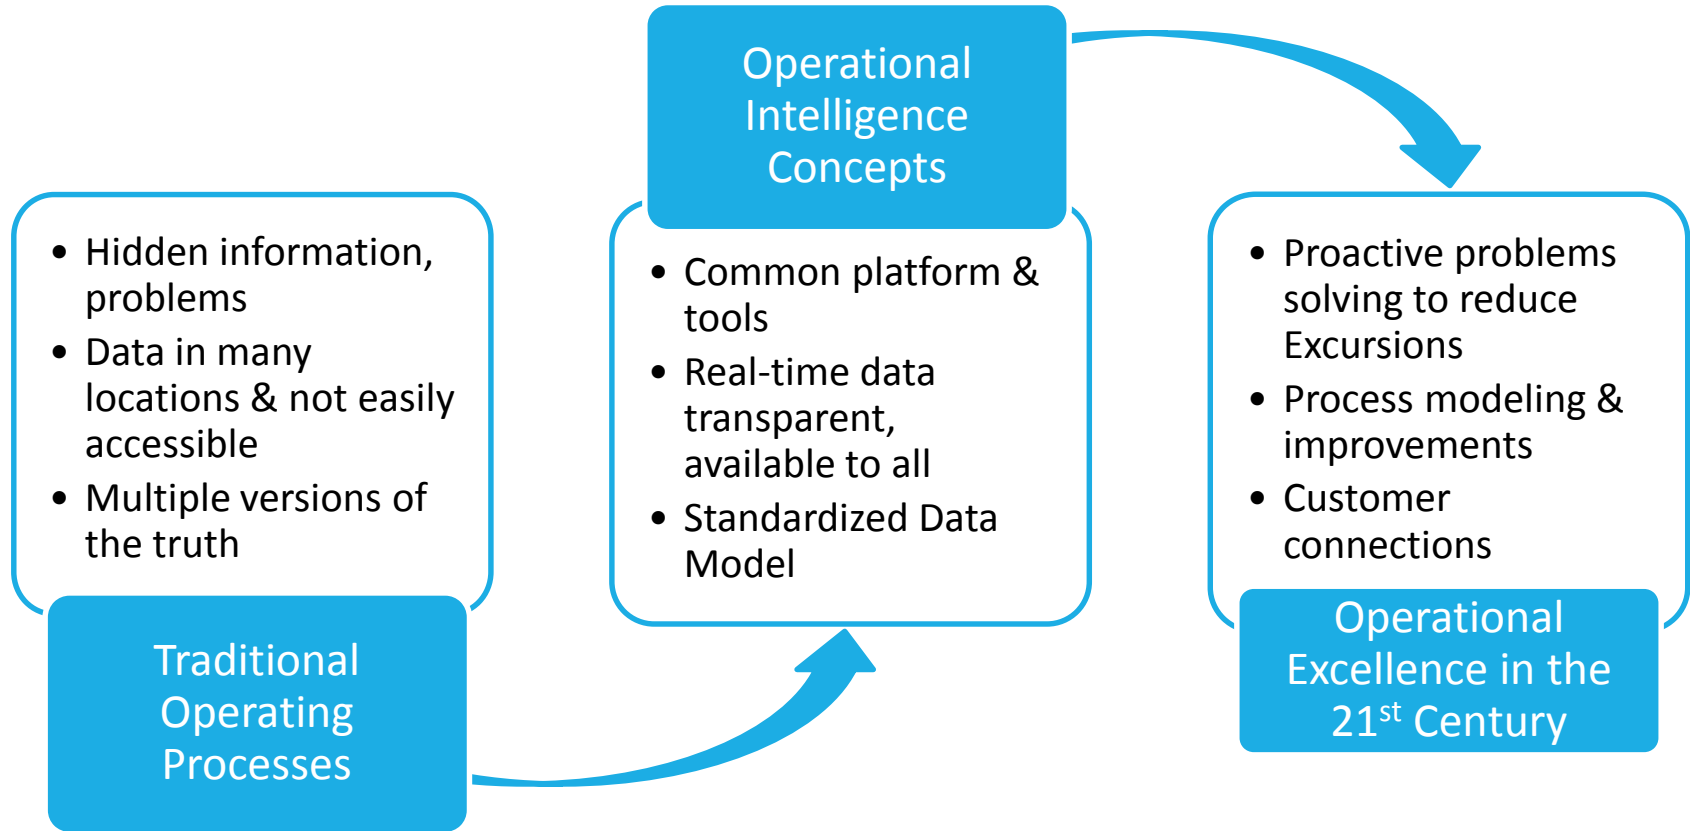 • Hidden information,
problems
• Data in many
locations & not easily
accessible
• Multiple versions of
the truth
Traditional
Operating
Processes
Operational
Intelligence
Concepts
• Common platform &
tools
• Real-time data
transparent,
available to all
• Standardized Data
Model
• Proactive problems
solving to reduce
Excursions
• Process modeling &
improvements
• Customer
connections
Operational
Excellence in the
21st Century